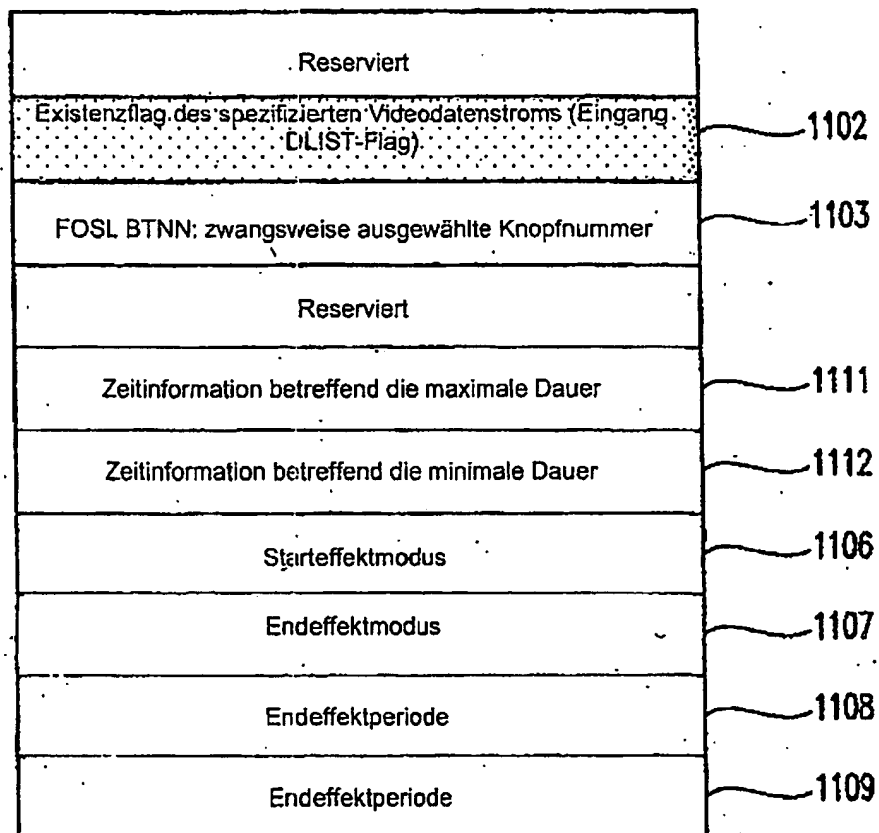 Reserviert
Existenzflag des spezifizierten Videodatenstroms (Eingang
DLIST-Flag)
1102
FOSL BTNN: zwangsweise ausgewählte Knopfnummer
1103
Reserviert
Zeitinformation betreffend die maximale Dauer
1111
Zeitinformation betreffend die minimale Dauer
1112
Starteffektmodus
1106
Endeffektmodus
1107
Endeffektperiode
1108
Endeffektperiode
1109